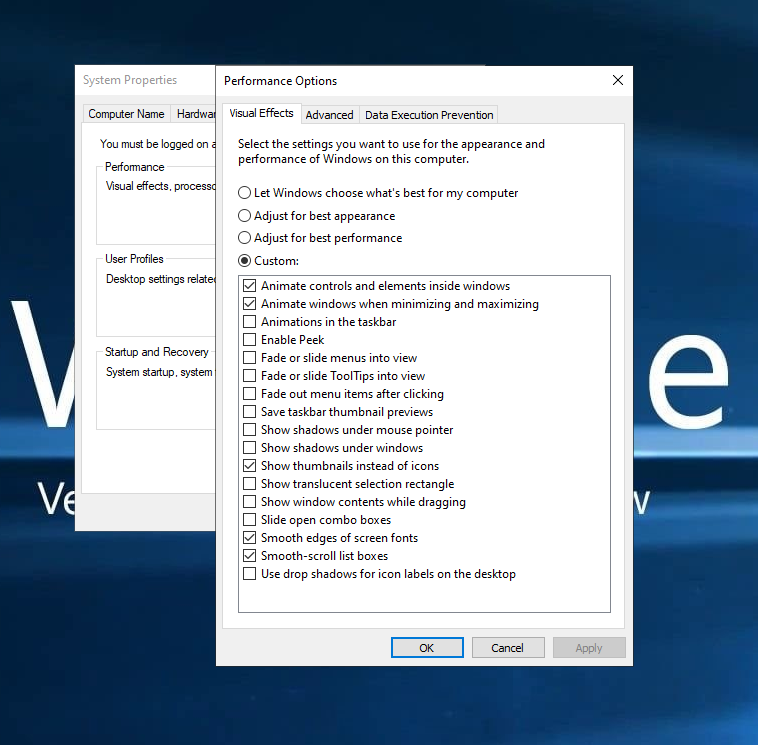 System Properties
Computer Name
You must be logged on
Performance
Visual effects,
User Profiles
Desktop settings
Startup and Recovery
System startup, system
Performance Options
Visual Effects
Advanced
Data Execution Prevention
Select the settings you want to use for the appearance and
performance of Windows on this computer.
Let Windows choose what's best for my computer
Adjust for best appearance
Adjust for best performance
Custom:
Animate controls and elements inside windows
Animate windows when minimizing and maximizing
Animations in the taskbar
Enable Peek
Fade or slide menus into view
Fade or slide ToolTips into view
Fade out menu items after clicking
Save taskbar thumbnail previews
Show shadows under mouse pointer
Show shadows under windows
Show thumbnails instead of icons
Show translucent selection rectangle
Show window contents while dragging
Slide open combo boxes
Smooth edges of screen fonts
Smooth-scroll list boxes
Use drop shadows for icon labels on the desktop
OK
Cancel
Apply